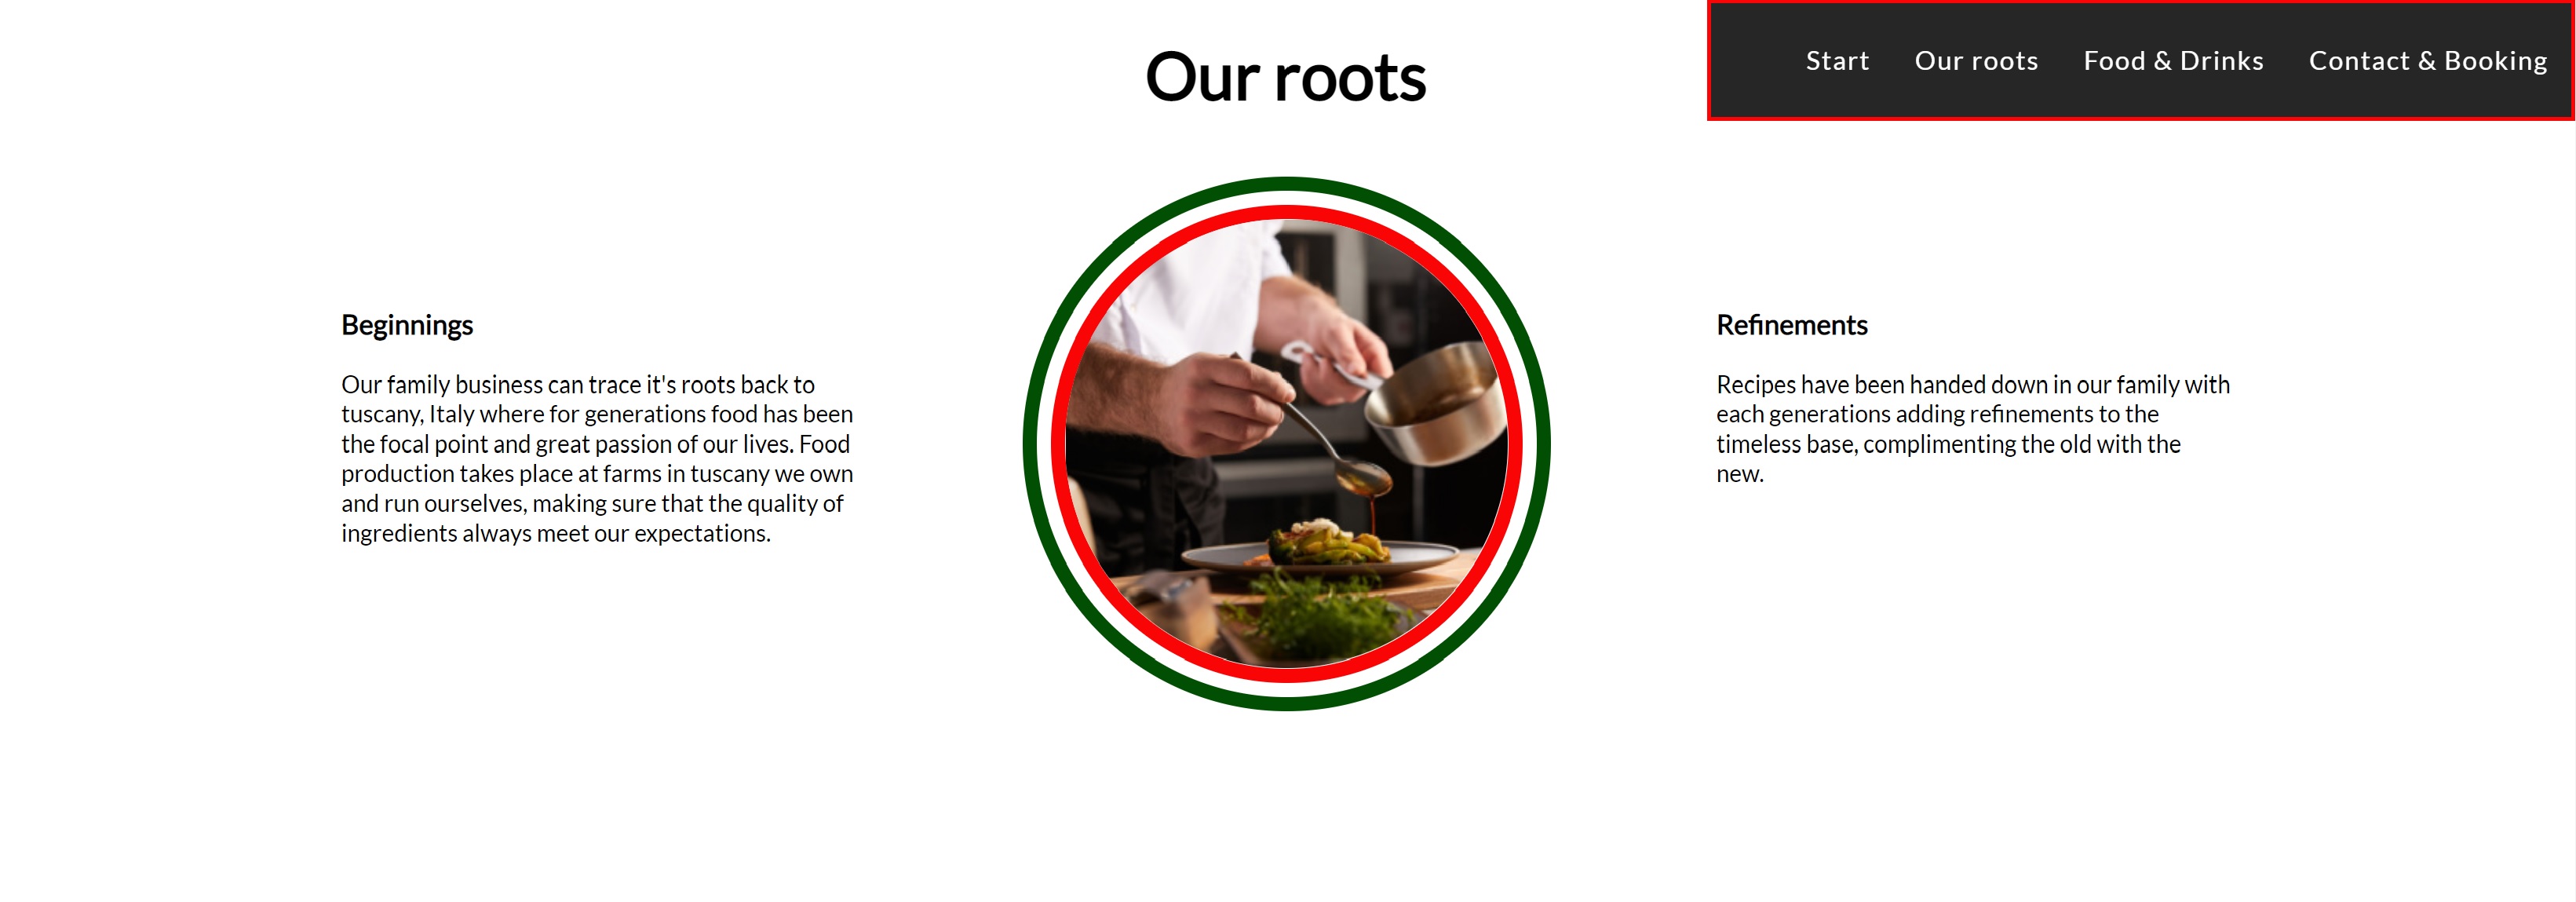 Our roots
Start Our roots Food & Drinks Contact & Booking
Beginnings
Our family business can trace it's roots back to
tuscany, Italy where for generations food has been
the focal point and great passion of our lives. Food
production takes place at farms in tuscany we own
and run ourselves, making sure that the quality of
ingredients always meet our expectations.
Refinements
Recipes have been handed down in our family with
each generations adding refinements to the
timeless base, complimenting the old with the
new.